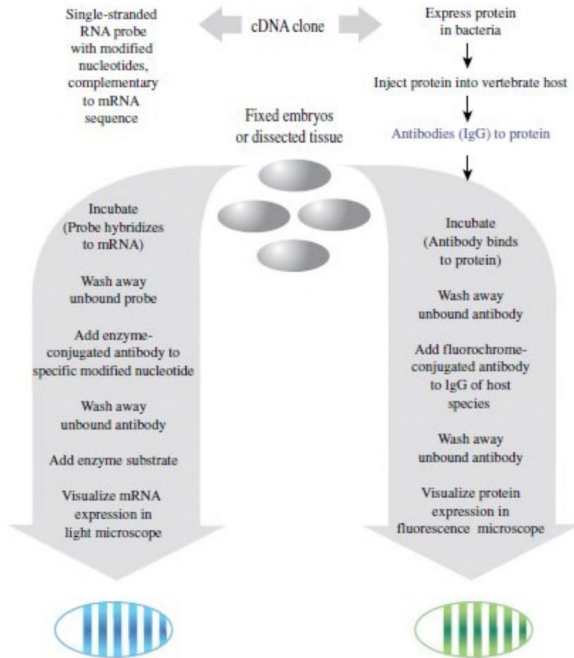 Single-stranded
RNA probe
with modified
nucleotides,
complementary
to mRNA
sequence
cDNA clone
Express protein
in bacteria
Inject protein into vertebrate host
Antibodies (IgG) to protein
Fixed embryos
or dissected tissue
Incubate
(Probe hybridizes
to mRNA)
Wash away
unbound probe
Add enzyme-
conjugated antibody to
specific modified nucleotide
Wash away
unbound antibody
Add enzyme substrate
Visualize mRNA
expression in
light microscope
Incubate
(Antibody binds
to protein)
Wash away
unbound antibody
Add fluorochrome-
conjugated antibody
to IgG of host
species
Wash away
unbound antibody
Visualize protein
expression in
fluorescence microscope